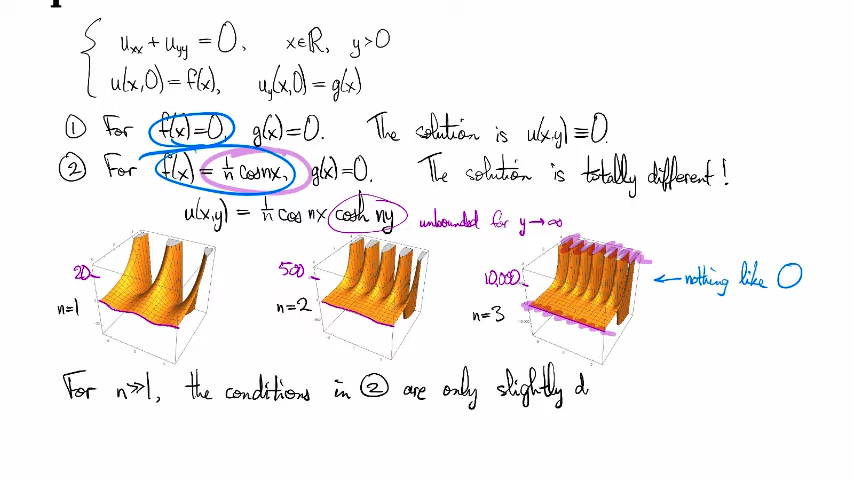 u_xx + u_yy = 0, x∈ℝ, y>0
u(x,0) = f(x), u_y(x,0) = g(x)
① For f(x)=0, g(x)=0. The solution is u(x,y) ≡ 0.
② For f(x) = 1/n cos nx, g(x)=0. The solution is totally different!
u(x,y) = 1/n cos nx cosh ny unbounded for y → ∞
20 500 10,000 ← nothing like 0
n=1 n=2 n=3
For n≫1, the conditions in ② are only slightly d